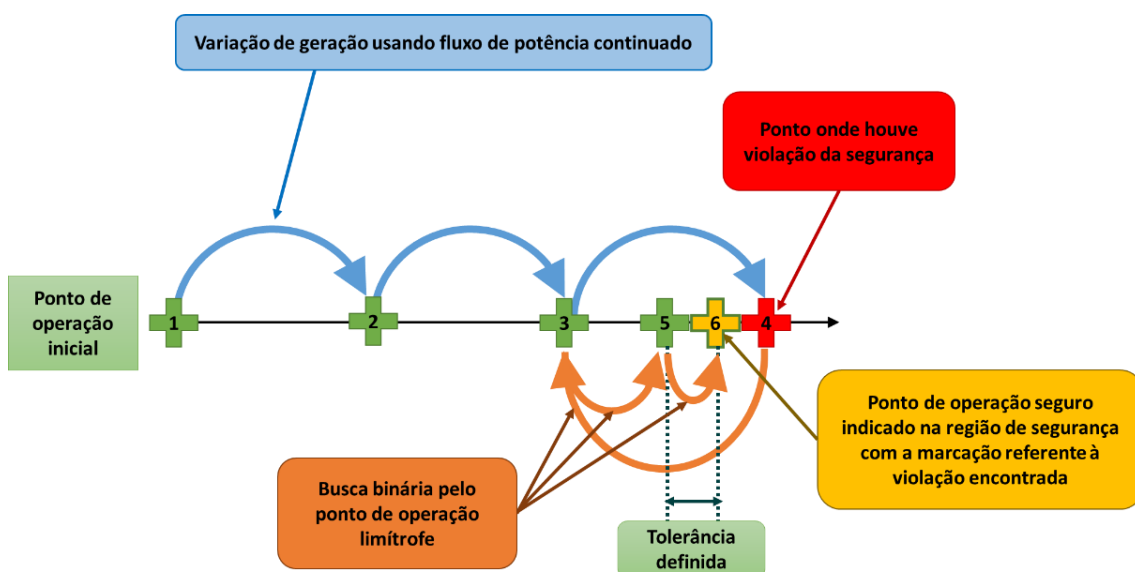 Variação de geração usando fluxo de potência continuado
Ponto onde houve
violação da segurança
Ponto de
operação
inicial
1
2
3
5
6
4
Ponto de operação seguro
indicado na região de segurança
com a marcação referente à
violação encontrada
Busca binária pelo
ponto de operação
limítrofe
Tolerância
definida